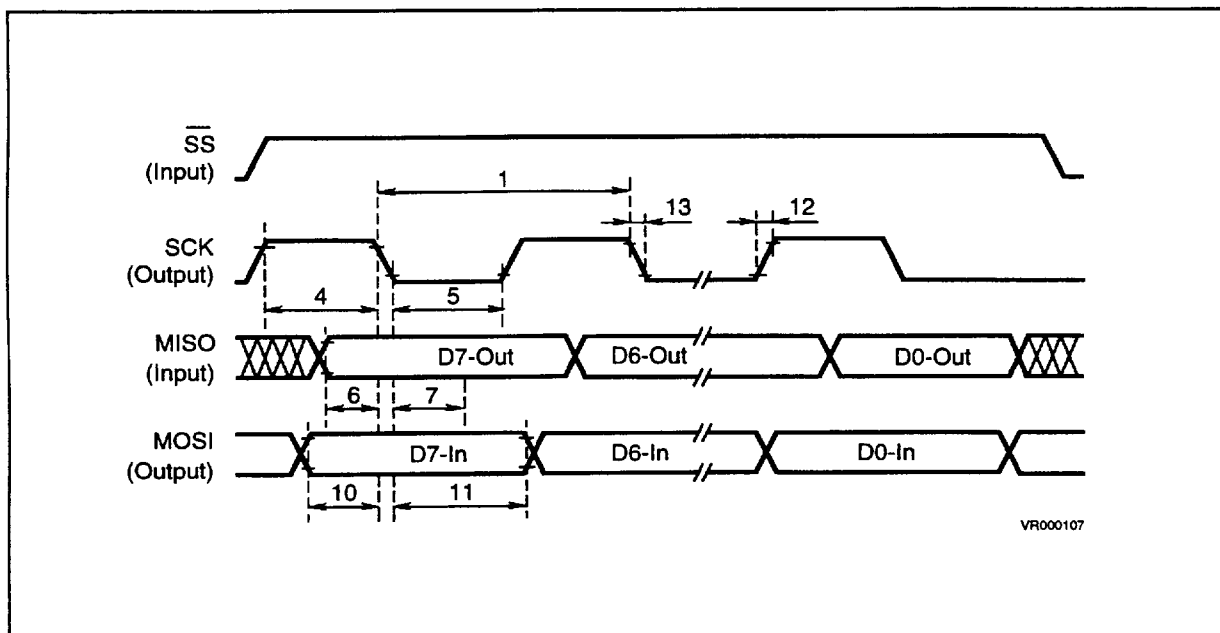 SS
(Input)
1
13
12
SCK
(Output)
4
5
MISO
(Input)
D7-Out
D6-Out
D0-Out
6
7
MOSI
(Output)
D7-In
D6-In
D0-In
10
11
VR000107